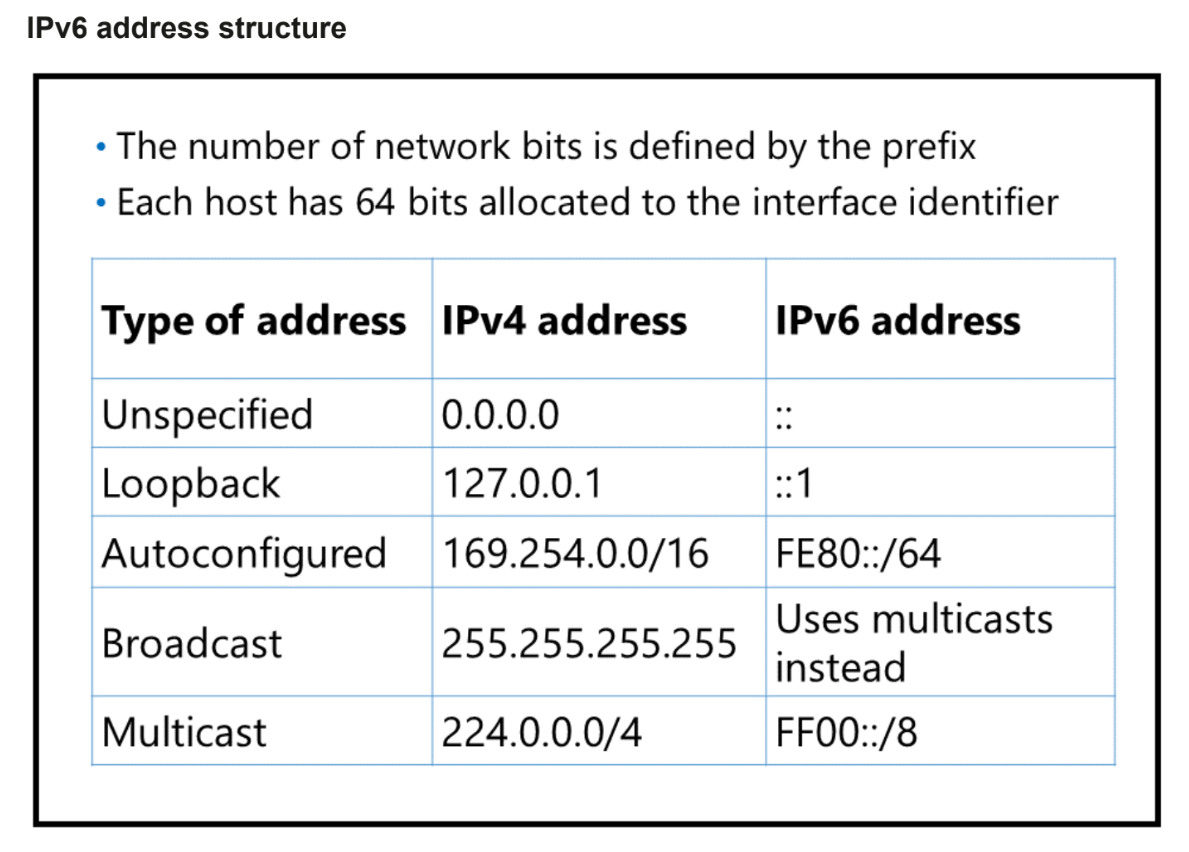 IPv6 address structure
• The number of network bits is defined by the prefix
• Each host has 64 bits allocated to the interface identifier
Type of address IPv4 address IPv6 address
Unspecified 0.0.0.0 ::
Loopback 127.0.0.1 ::1
Autoconfigured 169.254.0.0/16 FE80::/64
Broadcast 255.255.255.255 Uses multicasts
instead
Multicast 224.0.0.0/4 FF00::/8